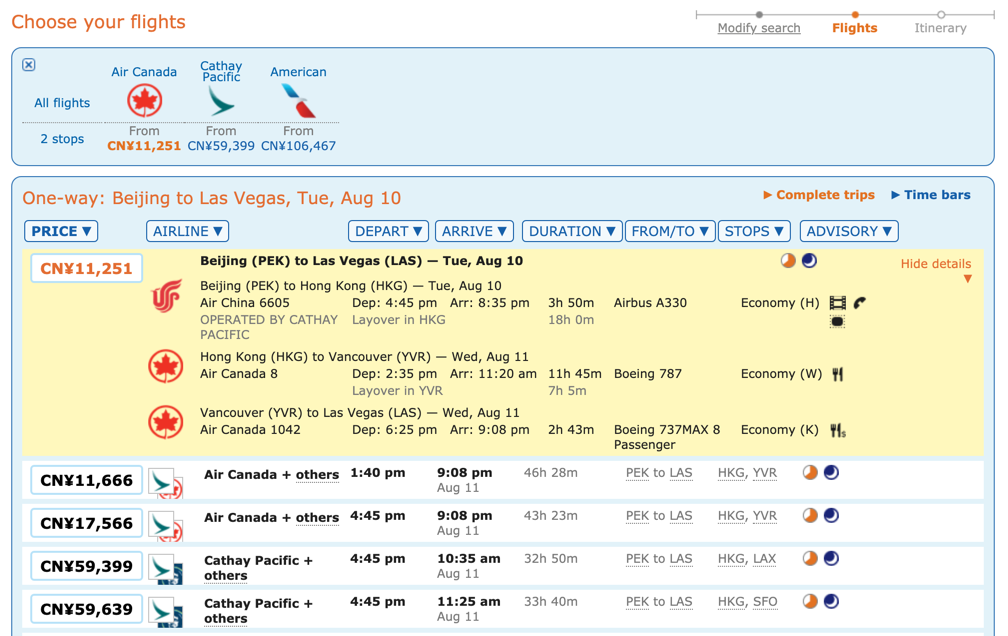 Choose your flights
Modify search Flights Itinerary
Air Canada Cathay Pacific American
All flights
From From From
2 stops CN¥11,251 CN¥59,399 CN¥106,467
One-way: Beijing to Las Vegas, Tue, Aug 10 ▶ Complete trips ▶ Time bars
PRICE ▼ AIRLINE ▼ DEPART ▼ ARRIVE ▼ DURATION ▼ FROM/TO ▼ STOPS ▼ ADVISORY ▼
CN¥11,251 Beijing (PEK) to Las Vegas (LAS) — Tue, Aug 10 Hide details ▼
Beijing (PEK) to Hong Kong (HKG) — Tue, Aug 10
Air China 6605 Dep: 4:45 pm Arr: 8:35 pm 3h 50m Airbus A330 Economy (H)
OPERATED BY CATHAY Layover in HKG 18h 0m
PACIFIC
Hong Kong (HKG) to Vancouver (YVR) — Wed, Aug 11
Air Canada 8 Dep: 2:35 pm Arr: 11:20 am 11h 45m Boeing 787 Economy (W)
Layover in YVR 7h 5m
Vancouver (YVR) to Las Vegas (LAS) — Wed, Aug 11
Air Canada 1042 Dep: 6:25 pm Arr: 9:08 pm 2h 43m Boeing 737MAX 8 Economy (K)
Passenger
CN¥11,666 Air Canada + others 1:40 pm 9:08 pm 46h 28m PEK to LAS HKG, YVR
Aug 11
CN¥17,566 Air Canada + others 4:45 pm 9:08 pm 43h 23m PEK to LAS HKG, YVR
Aug 11
CN¥59,399 Cathay Pacific + 4:45 pm 10:35 am 32h 50m PEK to LAS HKG, LAX
others Aug 11
CN¥59,639 Cathay Pacific + 4:45 pm 11:25 am 33h 40m PEK to LAS HKG, SFO
others Aug 11